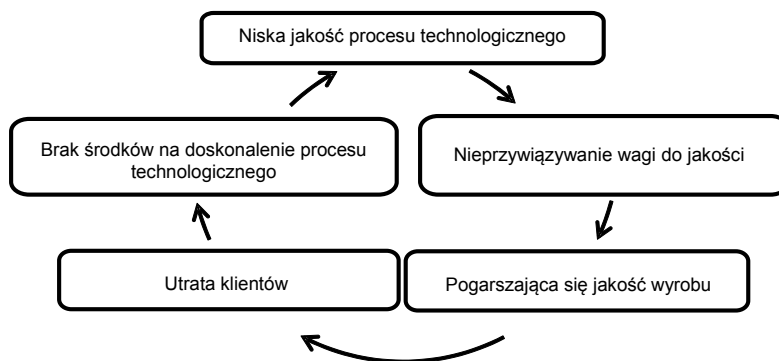 Niska jakość procesu technologicznego
Brak środków na doskonalenie procesu
technologicznego
Nieprzywiązywanie wagi do jakości
Utrata klientów
Pogarszająca się jakość wyrobu